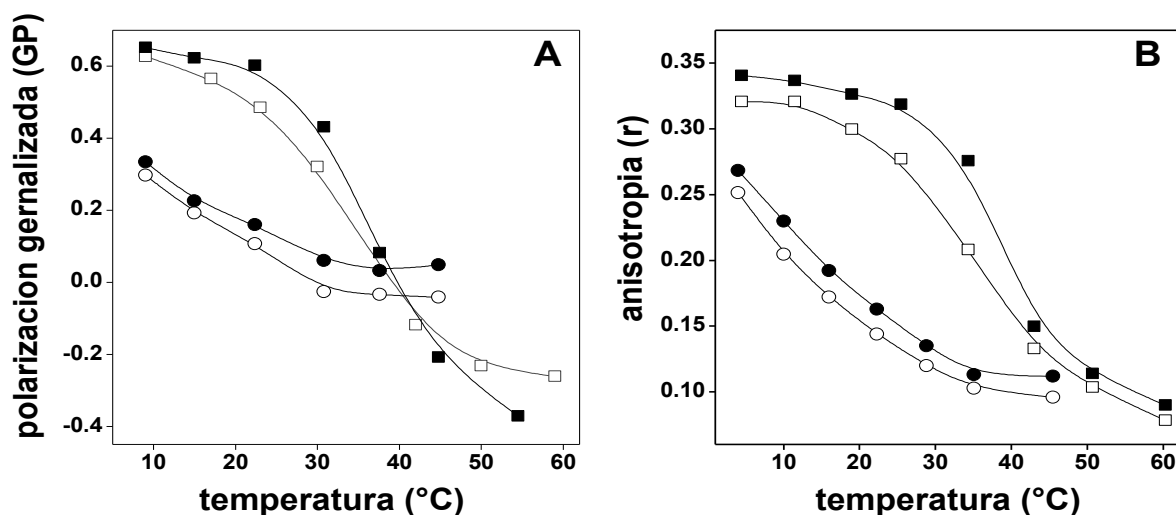 A
polarizacion gernalizada (GP)
0.6
0.4
0.2
0.0
-0.2
-0.4
10 20 30 40 50 60
temperatura (°C)
B
anisotropia (r)
0.35
0.30
0.25
0.20
0.15
0.10
10 20 30 40 50 60
temperatura (°C)